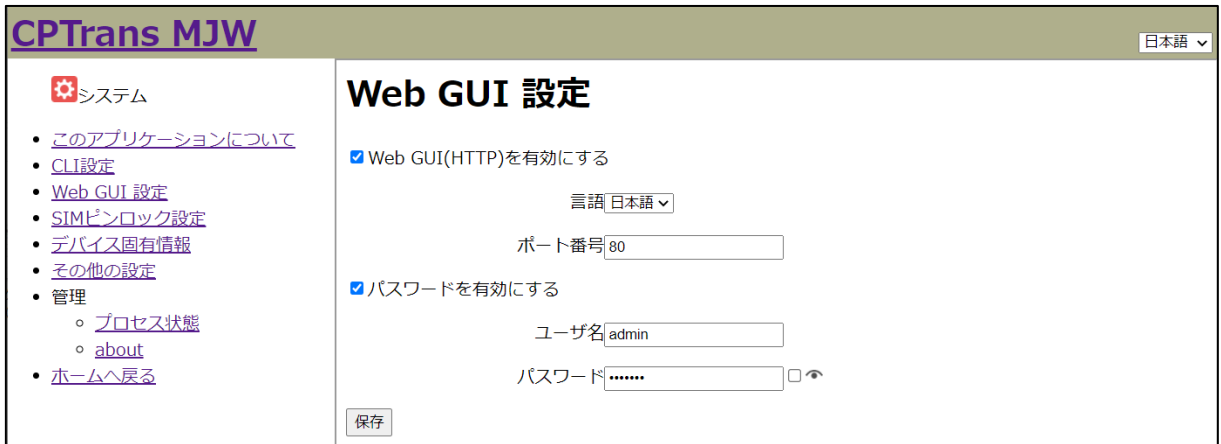 CPTrans MJW
日本語
システム
このアプリケーションについて
CLI設定
Web GUI 設定
SIMピンロック設定
デバイス固有情報
その他の設定
管理
プロセス状態
about
ホームへ戻る
Web GUI 設定
Web GUI(HTTP)を有効にする
言語 日本語
ポート番号 80
パスワードを有効にする
ユーザ名 admin
パスワード •••••••
保存